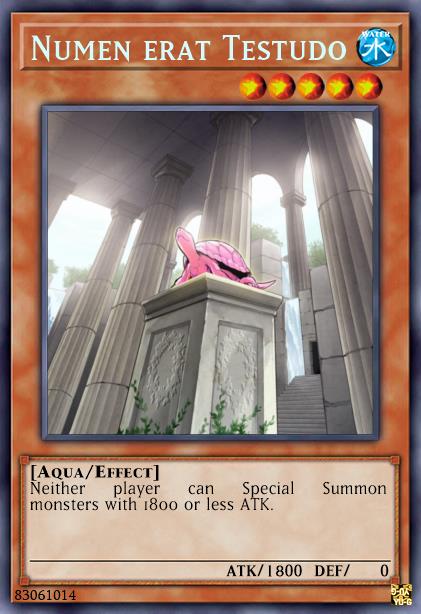 Numen erat Testudo
WATER
水
[Aqua/Effect]
Neither player can Special Summon
monsters with 1800 or less ATK.
ATK/1800 DEF/ 0
83061014